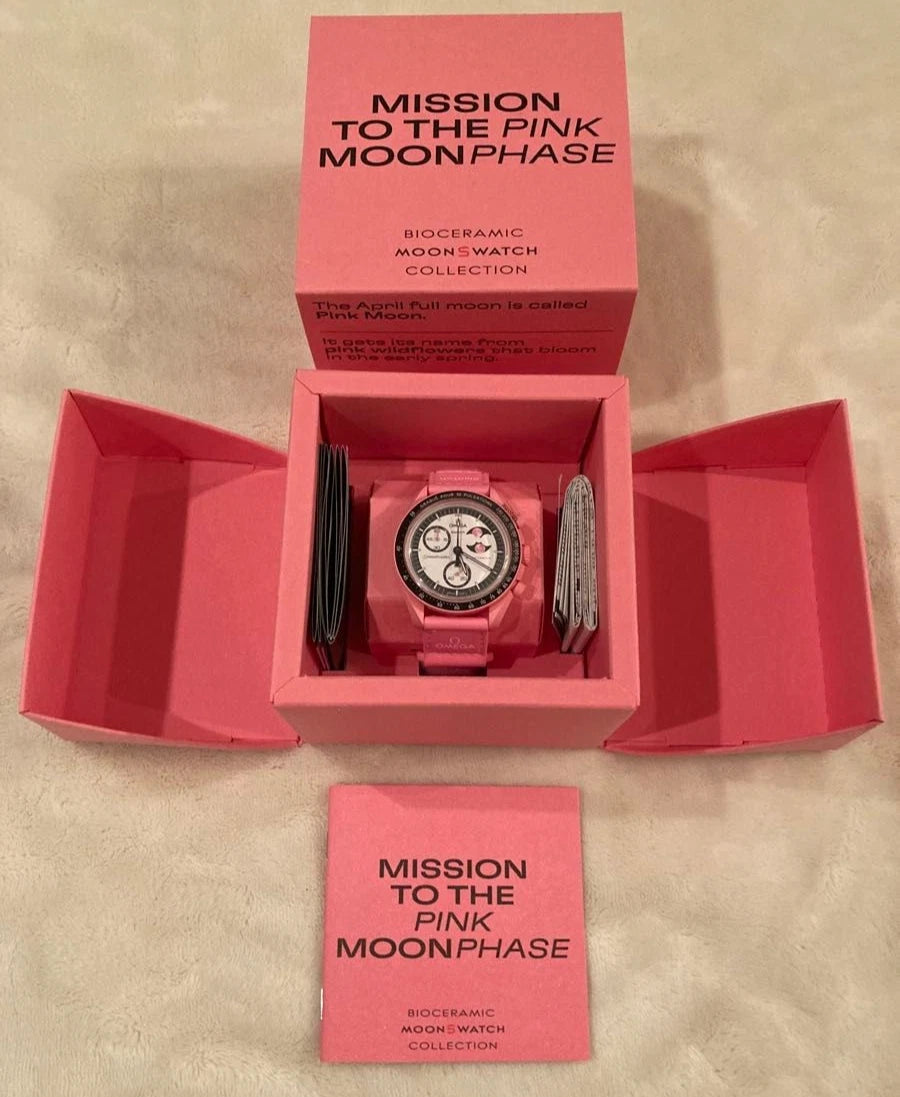 MISSION
TO THE PINK
MOONPHASE
BIOCERAMIC
MOONSWATCH
COLLECTION
The April full moon is called
Pink Moon.
It gets its name from
pink wildflowers that bloom
in the early spring.
OMEGA
OMEGA
MISSION
TO THE
PINK
MOONPHASE
BIOCERAMIC
MOONSWATCH
COLLECTION